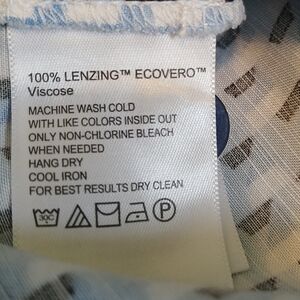 100% LENZING™ ECOVERO™
Viscose
MACHINE WASH COLD
WITH LIKE COLORS INSIDE OUT
ONLY NON-CHLORINE BLEACH
WHEN NEEDED
HANG DRY
COOL IRON
FOR BEST RESULTS DRY CLEAN
30C P